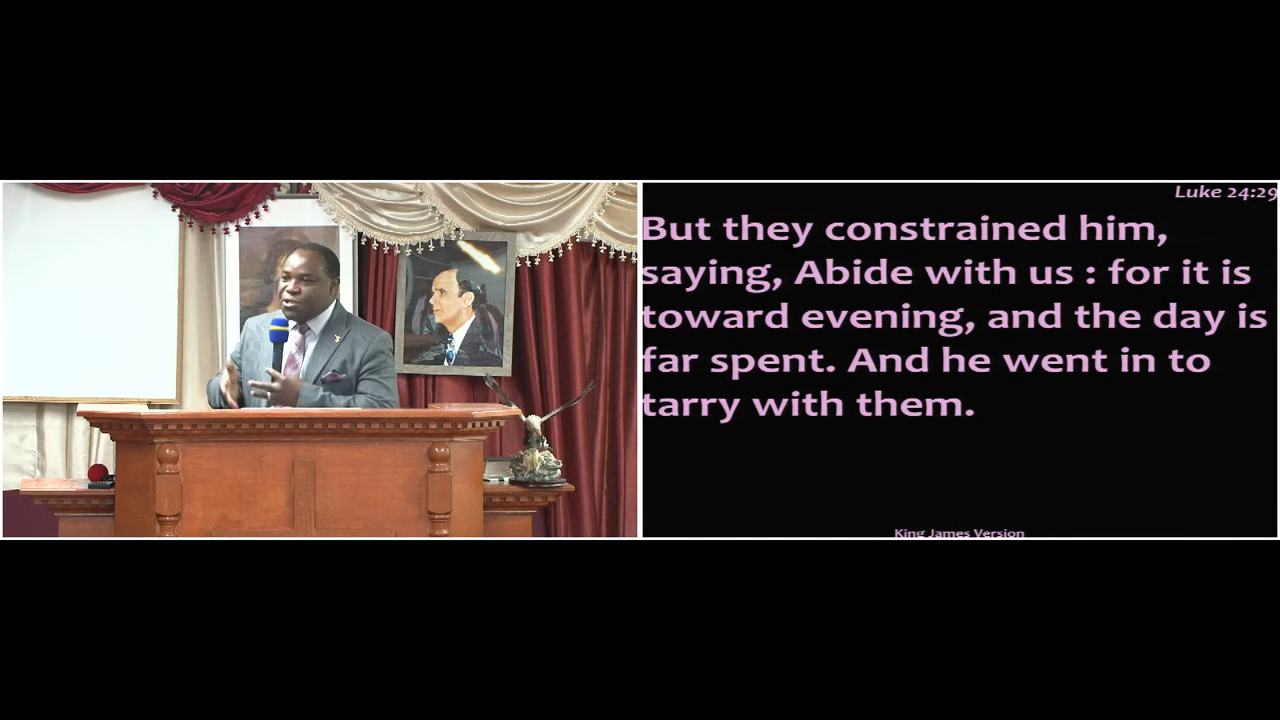 Luke 24:29
But they constrained him,
saying, Abide with us : for it is
toward evening, and the day is
far spent. And he went in to
tarry with them.
King James Version